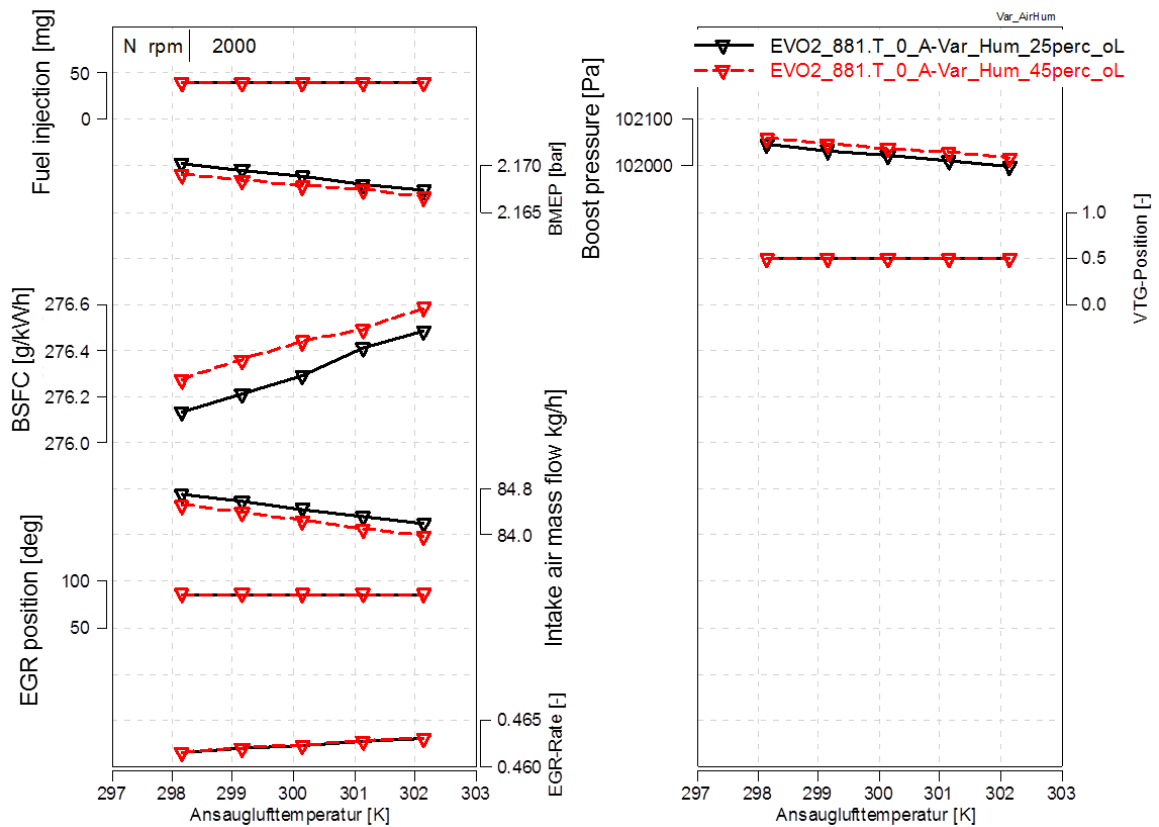 Var_AirHum
N rpm 2000
EVO2_881.T_0_A-Var_Hum_25perc_oL
EVO2_881.T_0_A-Var_Hum_45perc_oL
Fuel injection [mg]
50
0
BMEP [bar]
2.170
2.165
BSFC [g/kWh]
276.6
276.4
276.2
276.0
Intake air mass flow kg/h
84.8
84.0
EGR position [deg]
100
50
EGR-Rate [-]
0.465
0.460
297 298 299 300 301 302 303
Ansauglufttemperatur [K]
Boost pressure [Pa]
102100
102000
VTG-Position [-]
1.0
0.5
0.0
297 298 299 300 301 302 303
Ansauglufttemperatur [K]